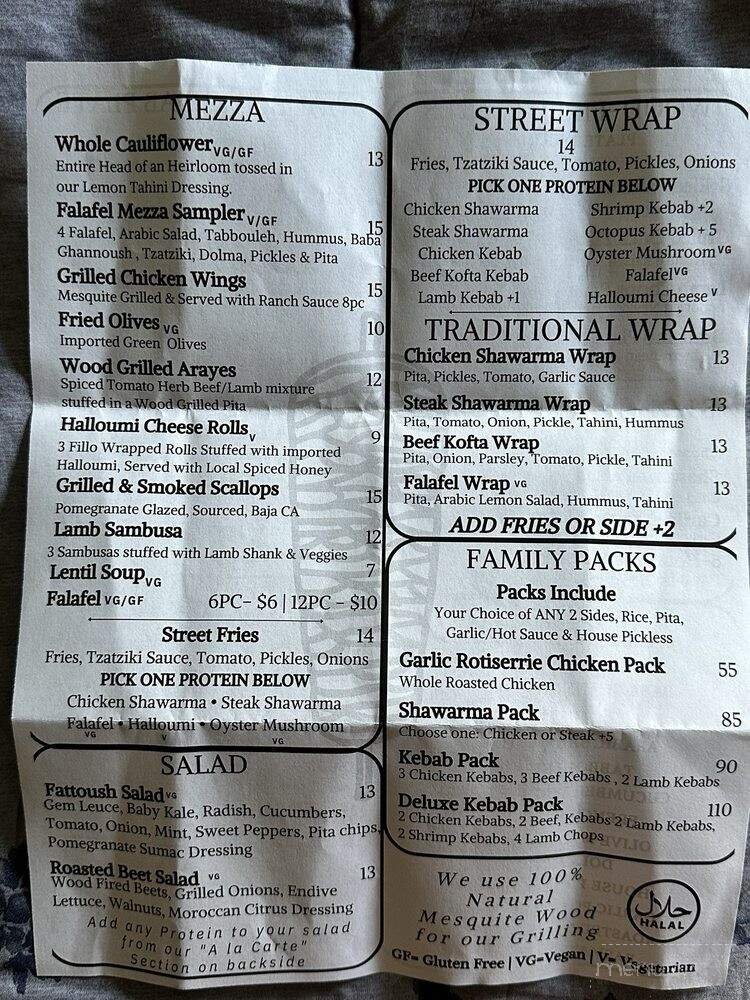 MEZZA
Whole Cauliflower VG/GF 13
Entire Head of an Heirloom tossed in
our Lemon Tahini Dressing.
Falafel Mezza Sampler V/GF 15
4 Falafel, Arabic Salad, Tabbouleh, Hummus, Baba
Ghannoush , Tzatziki, Dolma, Pickles & Pita
Grilled Chicken Wings 15
Mesquite Grilled & Served with Ranch Sauce 8pc
Fried Olives VG 10
Imported Green Olives
Wood Grilled Arayes 12
Spiced Tomato Herb Beef/Lamb mixture
stuffed in a Wood Grilled Pita
Halloumi Cheese Rolls V 9
3 Fillo Wrapped Rolls Stuffed with imported
Halloumi, Served with Local Spiced Honey
Grilled & Smoked Scallops 15
Pomegranate Glazed, Sourced, Baja CA
Lamb Sambusa 12
3 Sambusas stuffed with Lamb Shank & Veggies
Lentil Soup VG 7
Falafel VG/GF 6PC- $6 | 12PC - $10
Street Fries 14
Fries, Tzatziki Sauce, Tomato, Pickles, Onions
PICK ONE PROTEIN BELOW
Chicken Shawarma • Steak Shawarma
Falafel • Halloumi • Oyster Mushroom
VG V VG
SALAD
Fattoush Salad VG 13
Gem Leuce, Baby Kale, Radish, Cucumbers,
Tomato, Onion, Mint, Sweet Peppers, Pita chips,
Pomegranate Sumac Dressing
Roasted Beet Salad VG 13
Wood Fired Beets, Grilled Onions, Endive
Lettuce, Walnuts, Moroccan Citrus Dressing
Add any Protein to your salad
from our "A la Carte"
Section on backside
STREET WRAP
14
Fries, Tzatziki Sauce, Tomato, Pickles, Onions
PICK ONE PROTEIN BELOW
Chicken Shawarma Shrimp Kebab +2
Steak Shawarma Octopus Kebab + 5
Chicken Kebab Oyster Mushroom VG
Beef Kofta Kebab Falafel VG
Lamb Kebab +1 Halloumi Cheese V
TRADITIONAL WRAP
Chicken Shawarma Wrap 13
Pita, Pickles, Tomato, Garlic Sauce
Steak Shawarma Wrap 13
Pita, Tomato, Onion, Pickle, Tahini, Hummus
Beef Kofta Wrap 13
Pita, Onion, Parsley, Tomato, Pickle, Tahini
Falafel Wrap VG 13
Pita, Arabic Lemon Salad, Hummus, Tahini
ADD FRIES OR SIDE +2
FAMILY PACKS
Packs Include
Your Choice of ANY 2 Sides, Rice, Pita,
Garlic/Hot Sauce & House Pickless
Garlic Rotiserrie Chicken Pack 55
Whole Roasted Chicken
Shawarma Pack 85
Choose one: Chicken or Steak +5
Kebab Pack 90
3 Chicken Kebabs, 3 Beef Kebabs , 2 Lamb Kebabs
Deluxe Kebab Pack 110
2 Chicken Kebabs, 2 Beef, Kebabs 2 Lamb Kebabs,
2 Shrimp Kebabs, 4 Lamb Chops
We use 100%
Natural
Mesquite Wood
for our Grilling
حلال
HALAL
GF= Gluten Free | VG=Vegan | V= Vegetarian